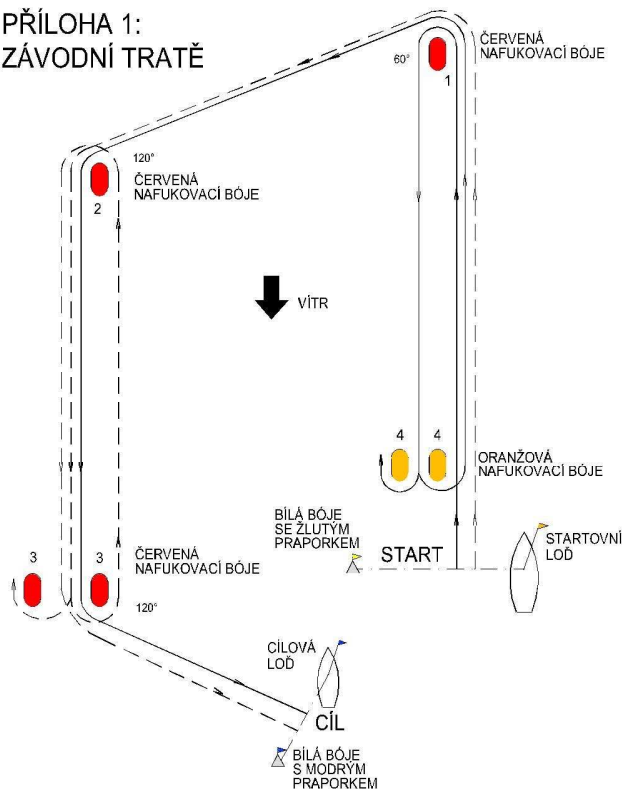 PŘÍLOHA 1:
ZÁVODNÍ TRATĚ
ČERVENÁ
NAFUKOVACÍ BÓJE
60°
1
120°
ČERVENÁ
NAFUKOVACÍ BÓJE
2
VÍTR
4
4
ORANŽOVÁ
NAFUKOVACÍ BÓJE
BÍLÁ BÓJE
SE ŽLUTÝM
PRAPORKEM
START
STARTOVNÍ
LOĎ
3
3
ČERVENÁ
NAFUKOVACÍ BÓJE
120°
CÍLOVÁ
LOĎ
CÍL
BÍLÁ BÓJE
S MODRÝM
PRAPORKEM